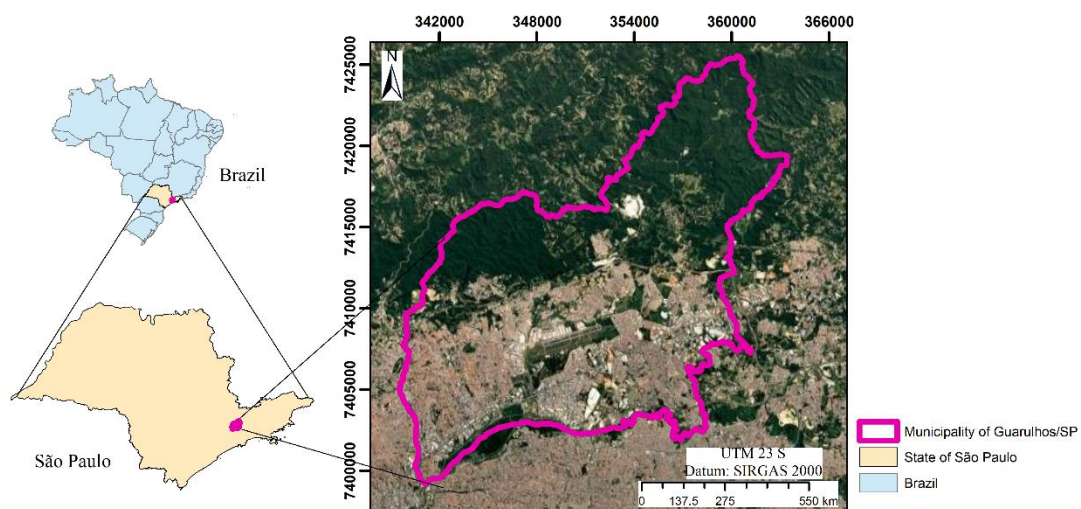 342000 348000 354000 360000 366000
7425000
7420000
7415000
7410000
7405000
7400000
N
Brazil
São Paulo
UTM 23 S
Datum: SIRGAS 2000
0 137.5 275 550 km
Municipality of Guarulhos/SP
State of São Paulo
Brazil